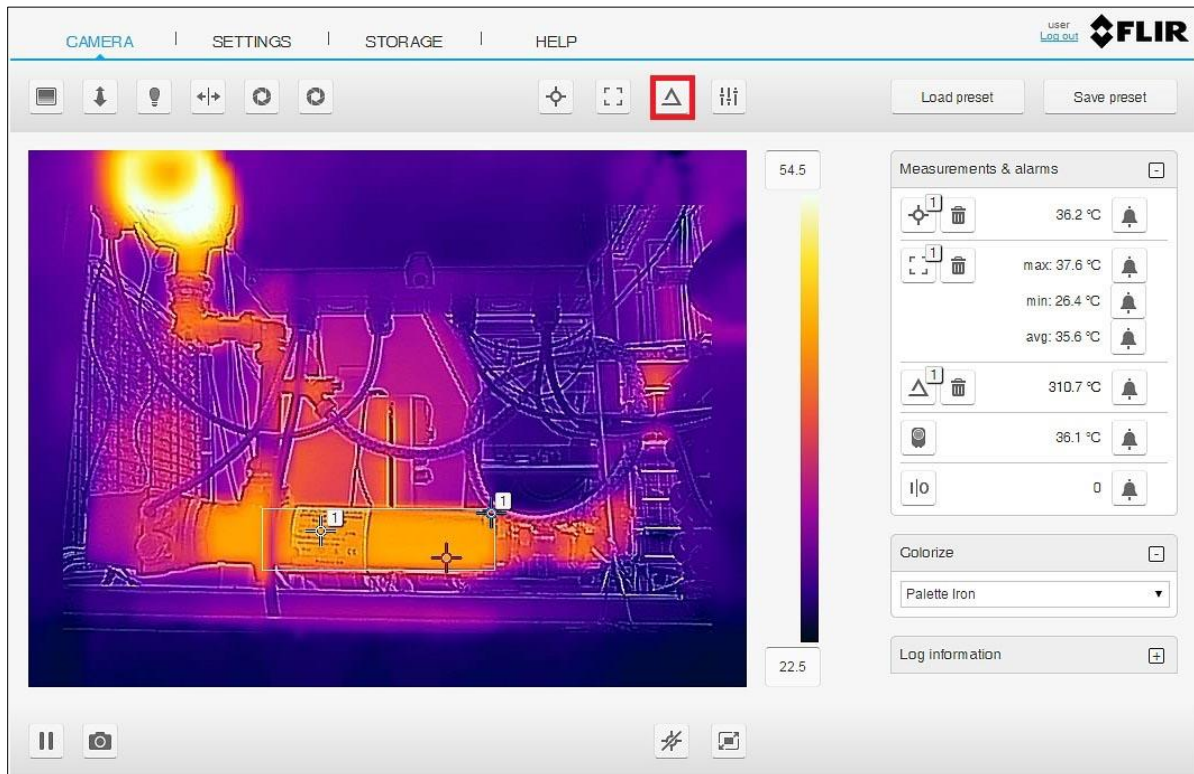 user
CAMERA | SETTINGS | STORAGE | HELP
Log out
FLIR
Load preset
Save preset
54.5
22.5
1
1
Measurements & alarms
1
36.2 °C
1
max: 37.6 °C
min: 26.4 °C
avg: 35.6 °C
1
310.7 °C
36.1 °C
I|O
0
Colorize
Palette Iron
Log information